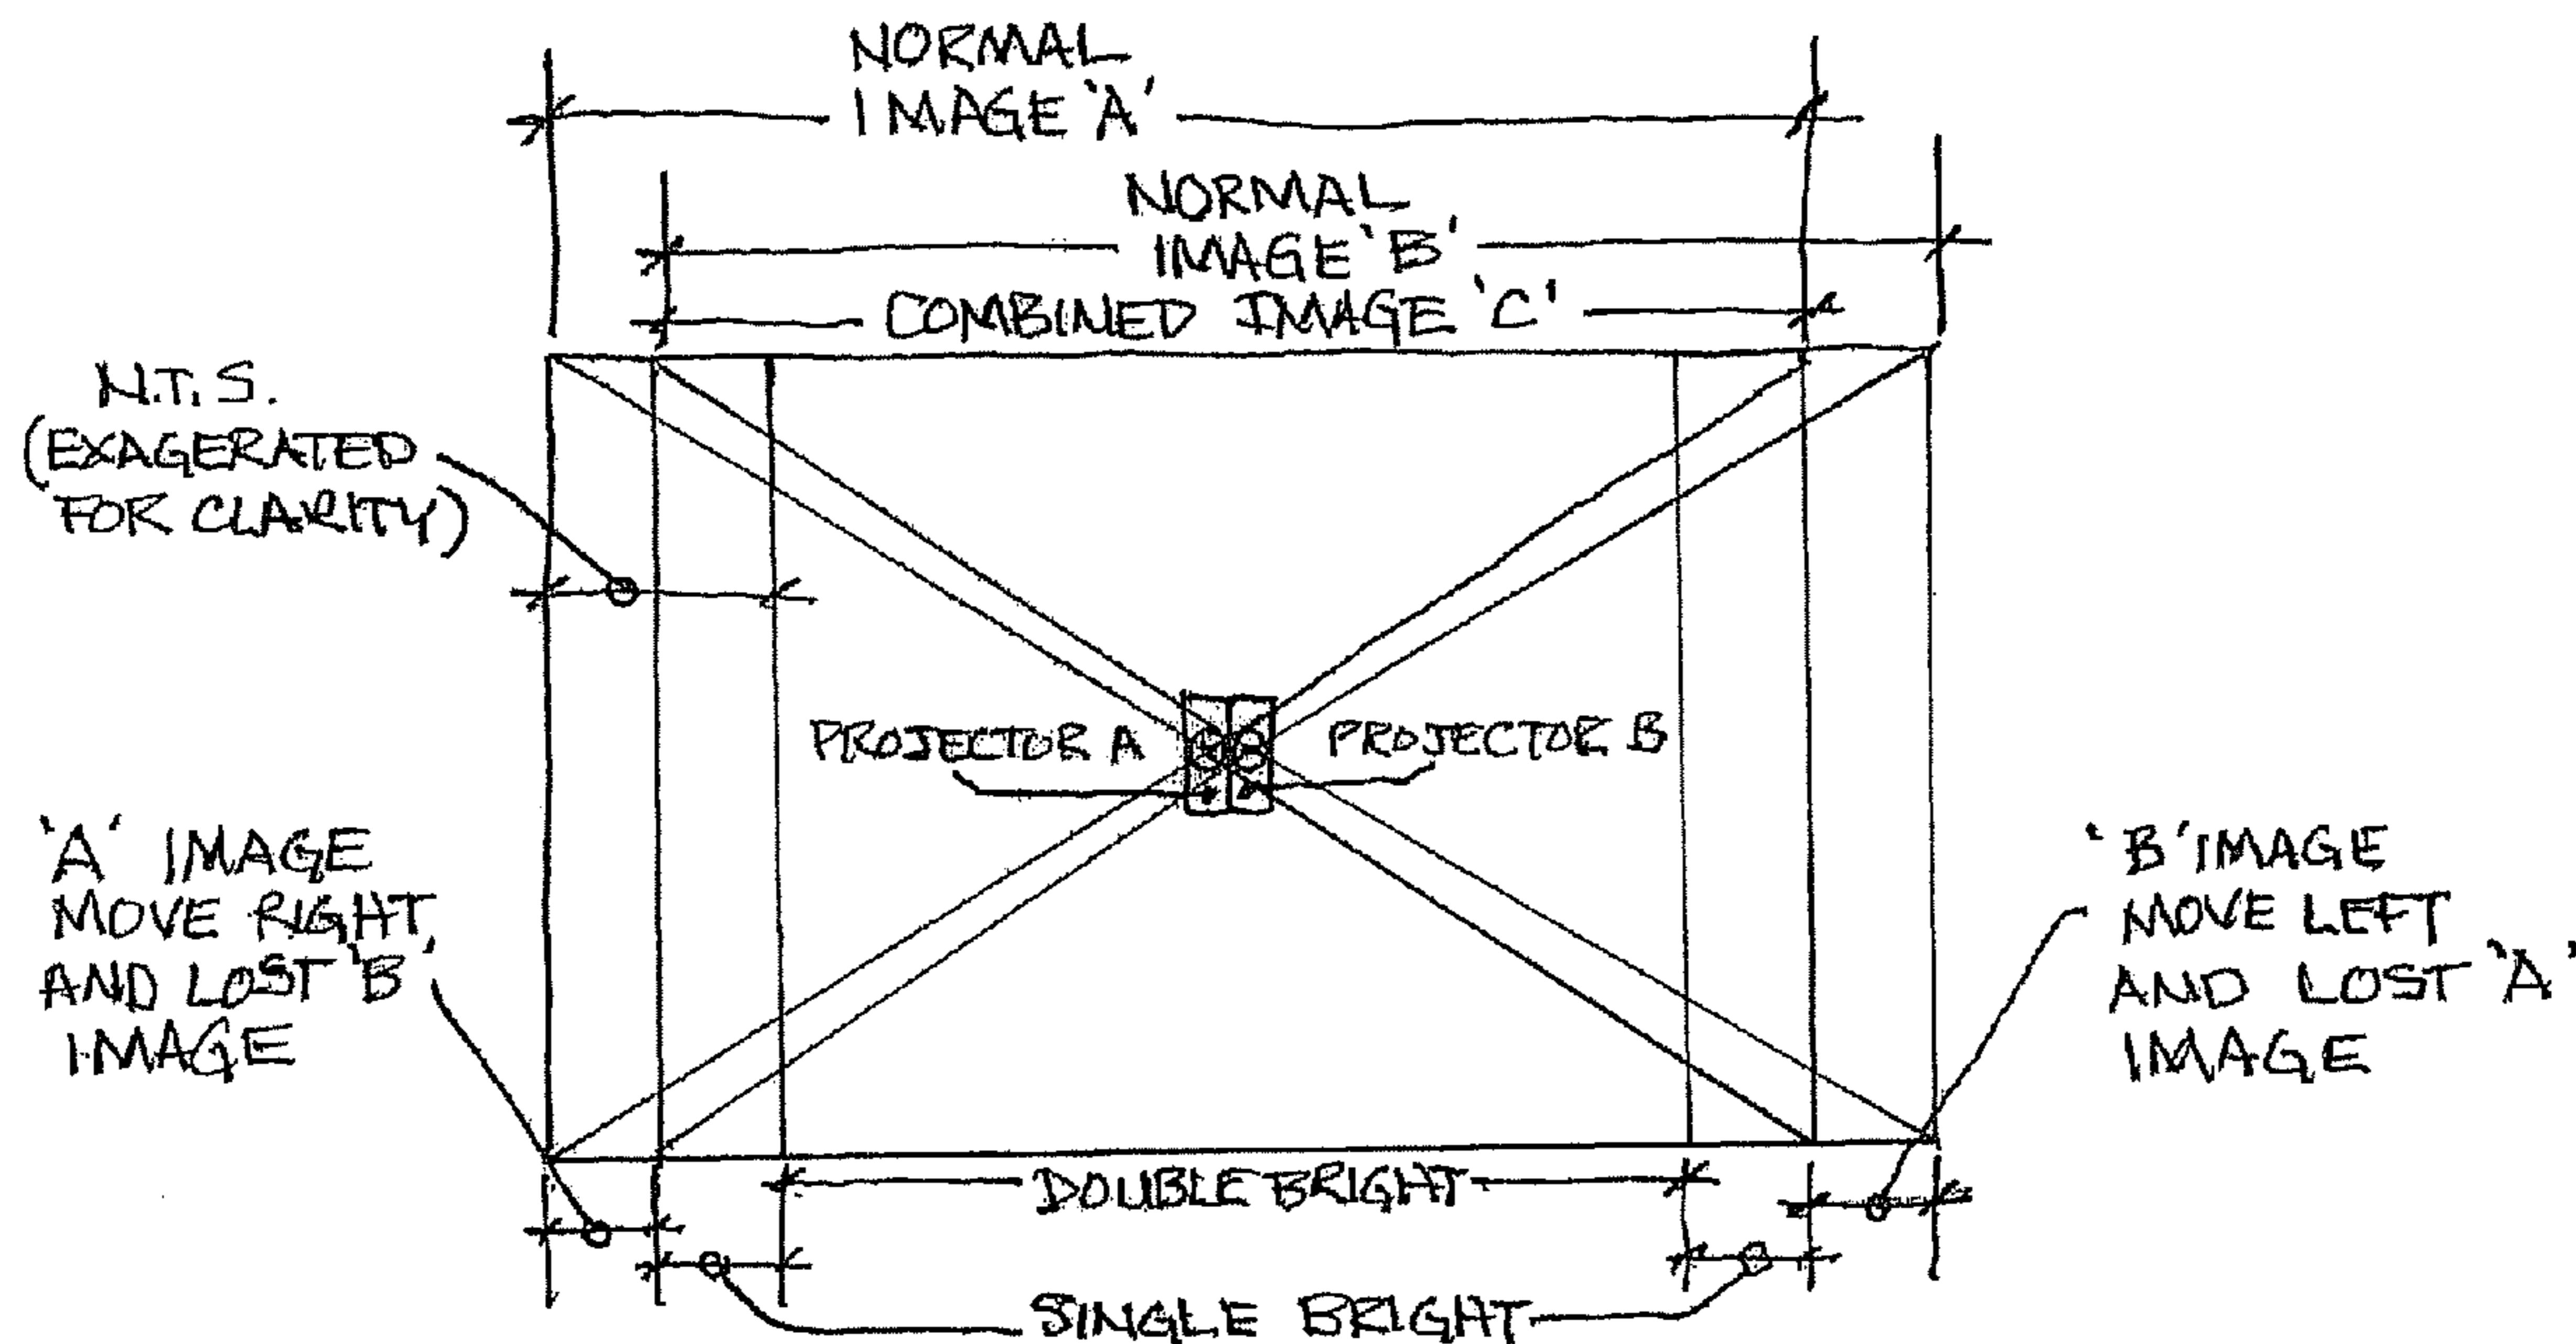 NORMAL
IMAGE 'A'
NORMAL
IMAGE 'B'
COMBINED IMAGE 'C'
N.T.S.
(EXAGERATED
FOR CLARITY)
PROJECTOR A
PROJECTOR B
'A' IMAGE
MOVE RIGHT
AND LOST 'B'
IMAGE
'B' IMAGE
MOVE LEFT
AND LOST 'A'
IMAGE
DOUBLE BRIGHT
SINGLE BRIGHT